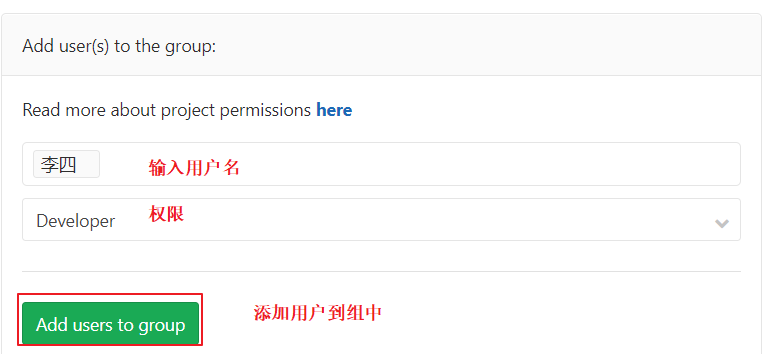 Add user(s) to the group:
Read more about project permissions here
李四 输入用户名
Developer 权限
Add users to group 添加用户到组中